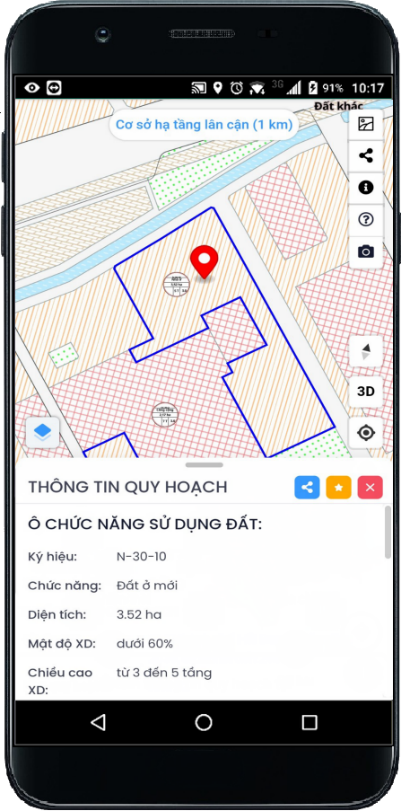 3G 91% 10:17
Đất khác
Cơ sở hạ tầng lân cận (1 km)
3D
THÔNG TIN QUY HOẠCH
Ô CHỨC NĂNG SỬ DỤNG ĐẤT:
Ký hiệu: N-30-10
Chức năng: Đất ở mới
Diện tích: 3.52 ha
Mật độ XD: dưới 60%
Chiều cao từ 3 đến 5 tầng
XD: